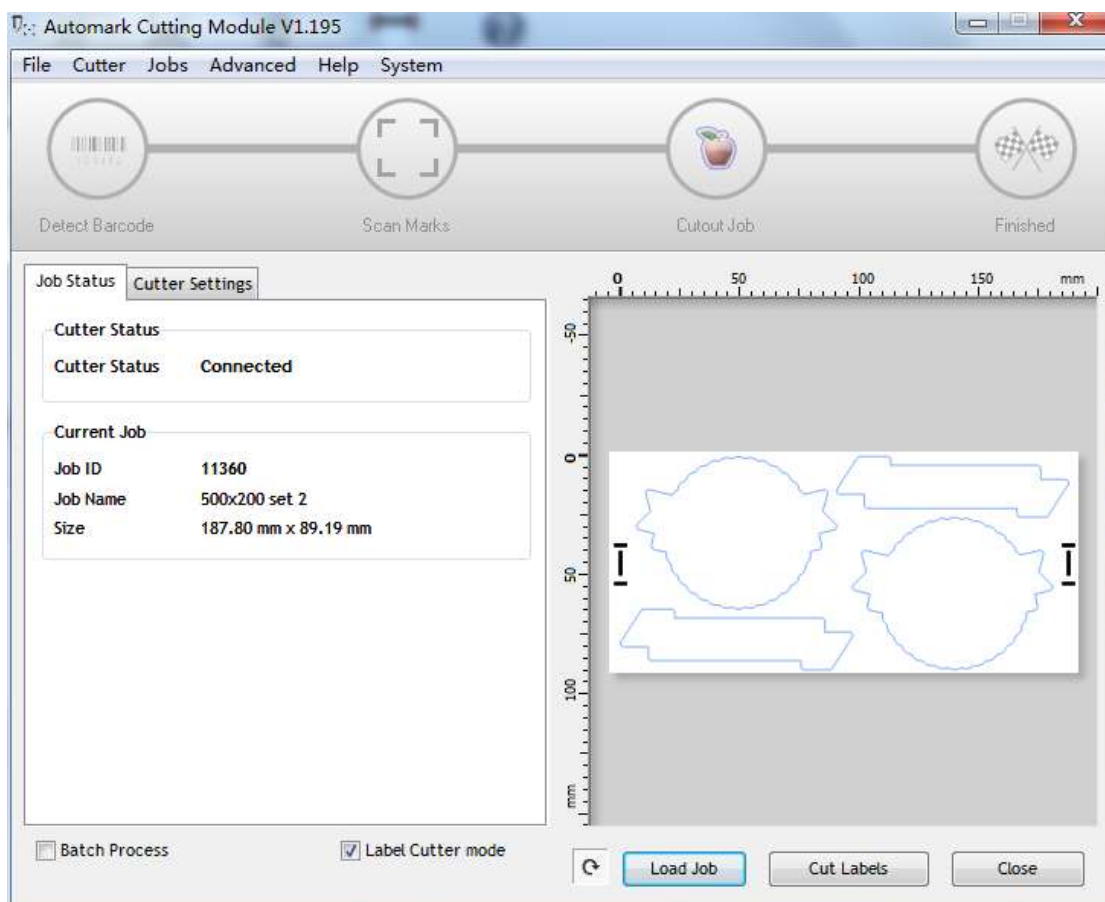 Automark Cutting Module V1.195
File Cutter Jobs Advanced Help System
Detect Barcode Scan Marks Cutout Job Finished
Job Status Cutter Settings
Cutter Status
Cutter Status Connected
Current Job
Job ID 11360
Job Name 500x200 set 2
Size 187.80 mm x 89.19 mm
Batch Process Label Cutter mode
0 50 100 150 mm
-50
0
50
100
mm
Load Job Cut Labels Close